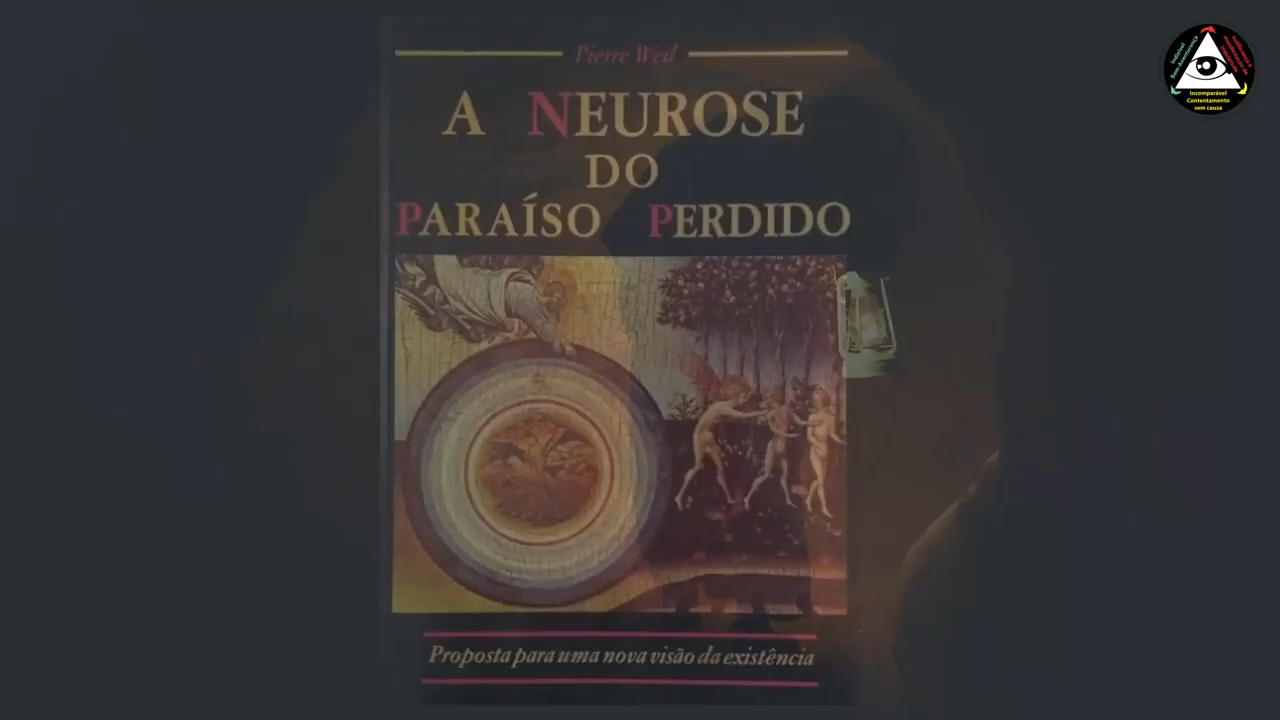 Pierre Weil
A NEUROSE
DO
PARAÍSO PERDIDO
Proposta para uma nova visão da existência
Incomparável
Contentamento
sem causa